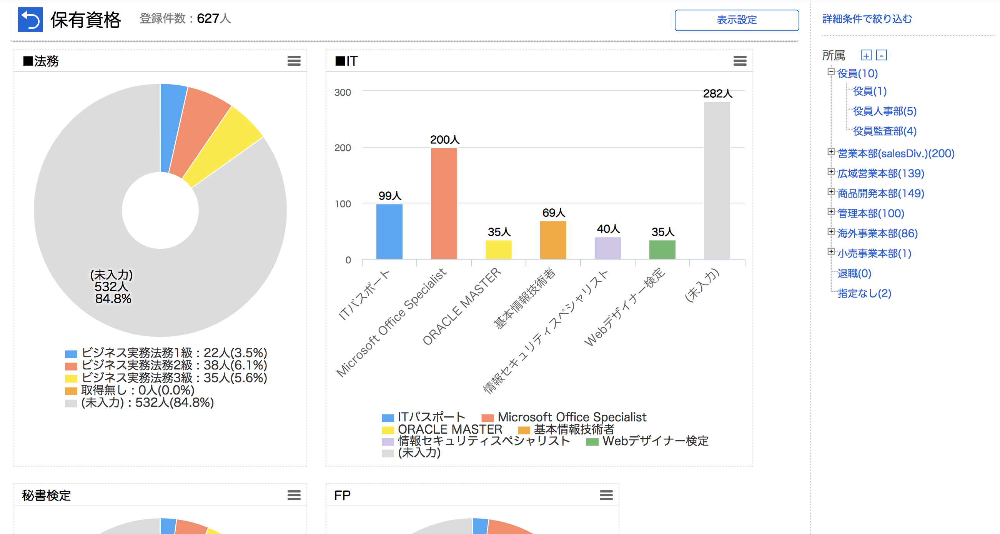 保有資格 登録件数：627人 表示設定
■法務
(未入力)
532人
84.8%
ビジネス実務法務1級：22人(3.5%)
ビジネス実務法務2級：38人(6.1%)
ビジネス実務法務3級：35人(5.6%)
取得無し：0人(0.0%)
(未入力)：532人(84.8%)
■IT
300
200
100
0
99人
200人
35人
69人
40人
35人
282人
ITパスポート
Microsoft Office Specialist
ORACLE MASTER
基本情報技術者
情報セキュリティスペシャリスト
Webデザイナー検定
(未入力)
ITパスポート Microsoft Office Specialist
ORACLE MASTER 基本情報技術者
情報セキュリティスペシャリスト Webデザイナー検定
(未入力)
秘書検定
FP
詳細条件で絞り込む
所属 + -
役員(10)
役員(1)
役員人事部(5)
役員監査部(4)
営業本部(salesDiv.)(200)
広域営業本部(139)
商品開発本部(149)
管理本部(100)
海外事業本部(86)
小売事業本部(1)
退職(0)
指定なし(2)